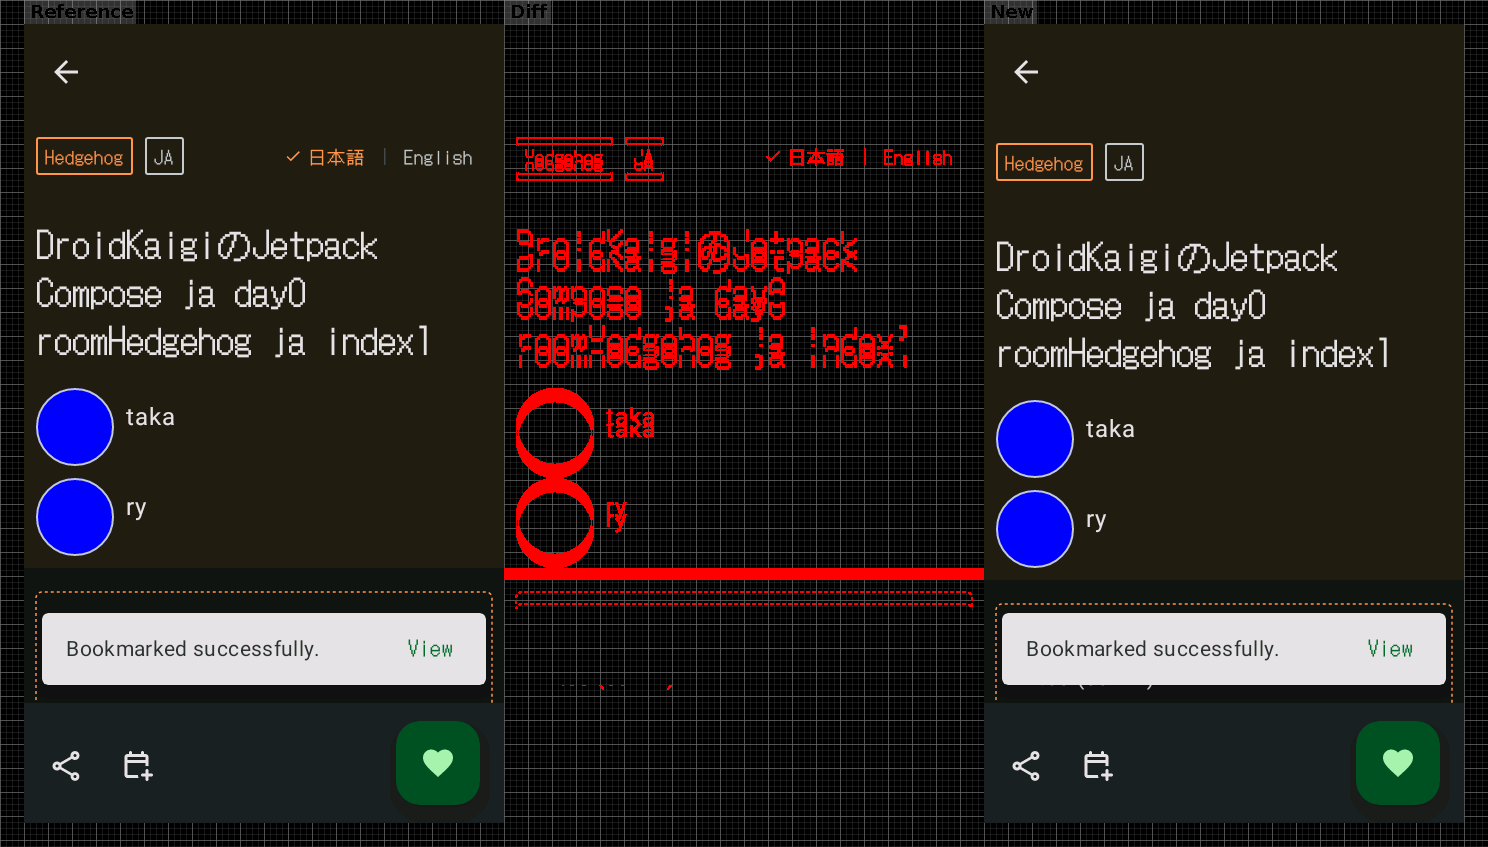 Reference
Diff
New
Hedgehog JA 日本語 English
DroidKaigiのJetpack
Compose ja day0
roomHedgehog ja index1
taka
ry
Bookmarked successfully. View
Hedgehog JA 日本語 English
DroidKaigiのJetpack
Compose ja day0
roomHedgehog ja index1
taka
ry
Hedgehog JA
DroidKaigiのJetpack
Compose ja day0
roomHedgehog ja index1
taka
ry
Bookmarked successfully. View